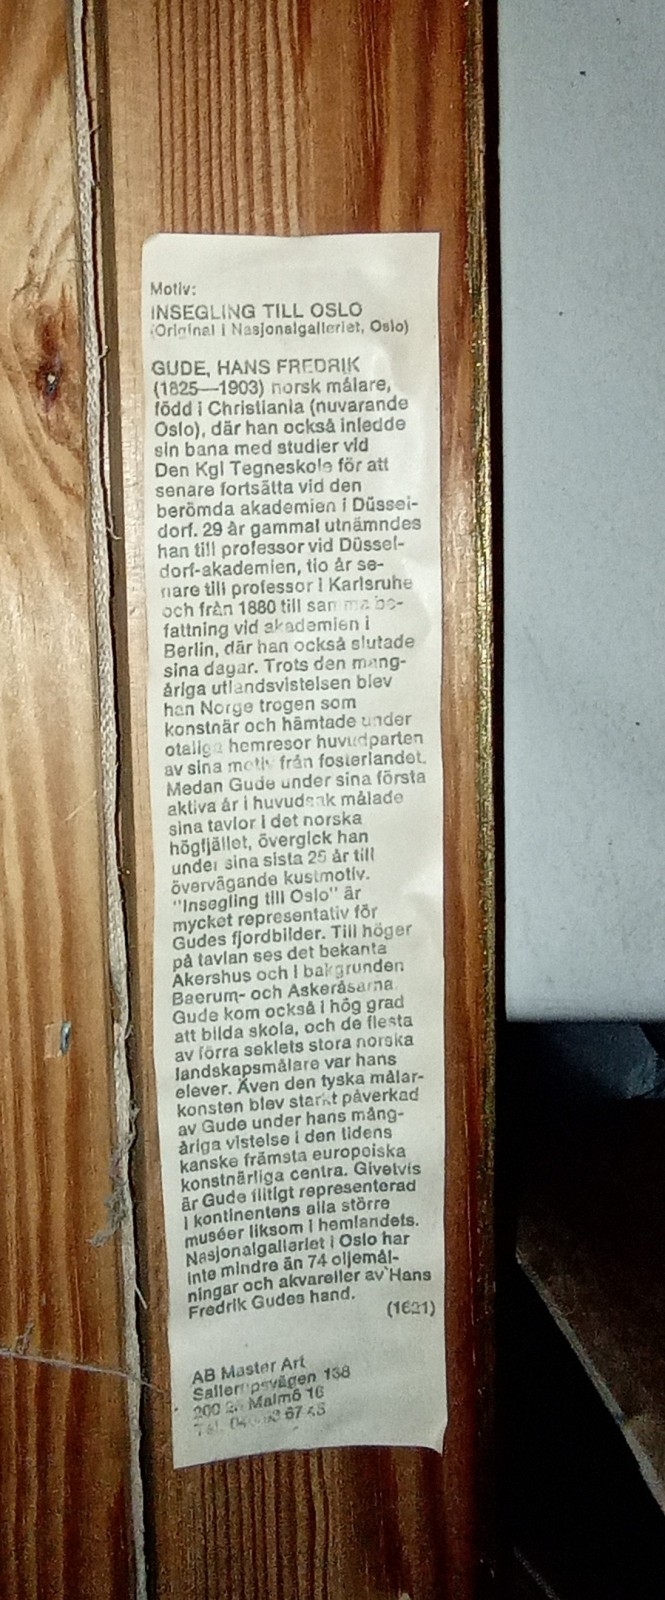 Motiv:
INSEGLING TILL OSLO
(Original i Nasjonalgalleriet, Oslo)
GUDE, HANS FREDRIK
(1825—1903) norsk målare,
född i Christiania (nuvarande
Oslo), där han också inledde
sin bana med studier vid
Den Kgl Tegneskole för att
senare fortsätta vid den
berömda akademien i Düssel-
dorf. 29 år gammal utnämndes
han till professor vid Düssel-
dorf-akademien, tio år se-
nare till professor i Karlsruhe
och från 1880 till samma be-
fattning vid akademien i
Berlin, där han också slutade
sina dagar. Trots den mång-
åriga utlandsvistelsen blev
han Norge trogen som
konstnär och hämtade under
otaliga hemresor huvudparten
av sina motiv från fosterlandet.
Medan Gude under sina första
aktiva år i huvudsak målade
sina tavlor i det norska
högfjället, övergick han
under sina sista 25 år till
övervägande kustmotiv.
"Insegling till Oslo" är
mycket representativ för
Gudes fjordbilder. Till höger
på tavlan ses det bekanta
Akershus och i bakgrunden
Baerum- och Askeråsarna.
Gude kom också i hög grad
att bilda skola, och de flesta
av förra seklets stora norska
landskapsmålare var hans
elever. Även den tyska målar-
konsten blev starkt påverkad
av Gude under hans mång-
åriga vistelse i den tidens
kanske främsta europeiska
konstnärliga centra. Givetvis
är Gude flitigt representerad
i kontinentens alla större
muséer liksom i hemlandets.
Nasjonalgalleriet i Oslo har
inte mindre än 74 oljemål-
ningar och akvareller av Hans
Fredrik Gudes hand.
(1621)
AB Master Art
Sallerupsvägen 138
Malmö 16